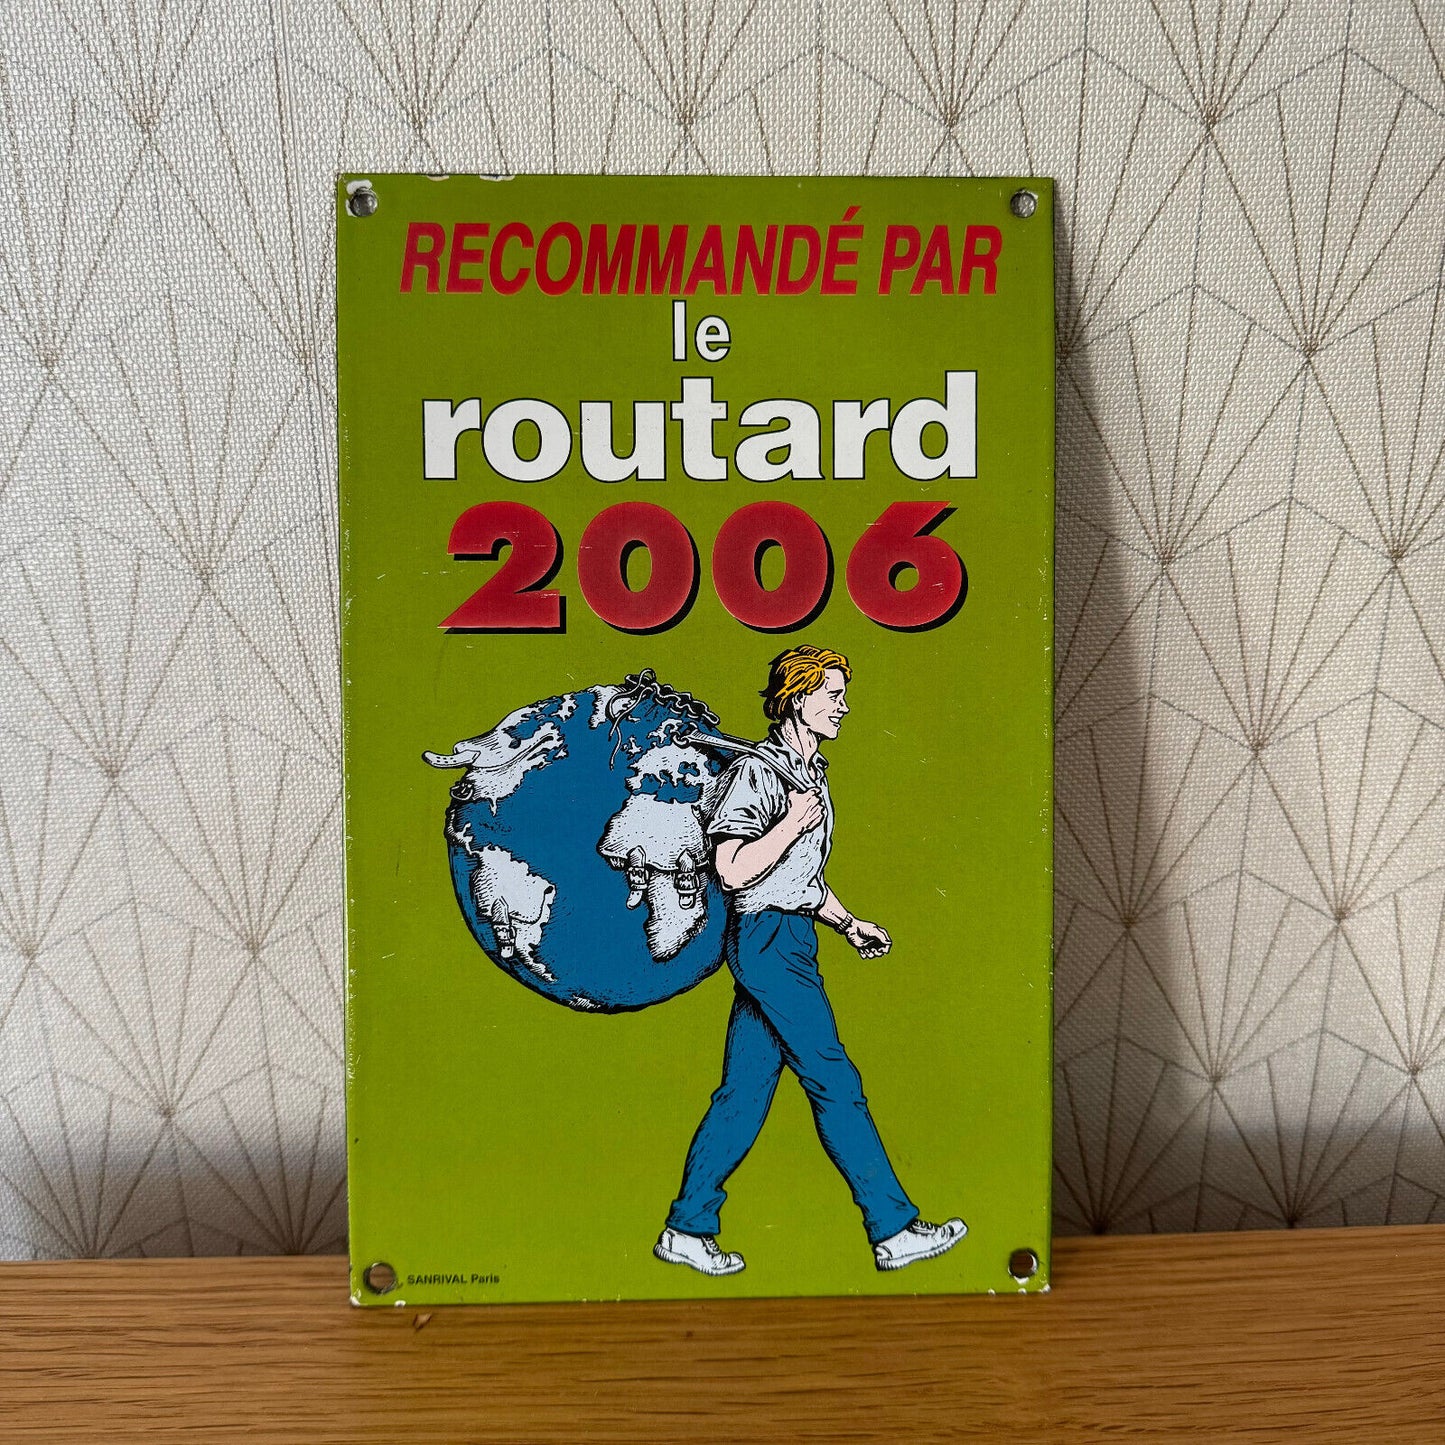 RECOMMANDÉ PAR
le
routard
2006
SANRIVAL Paris